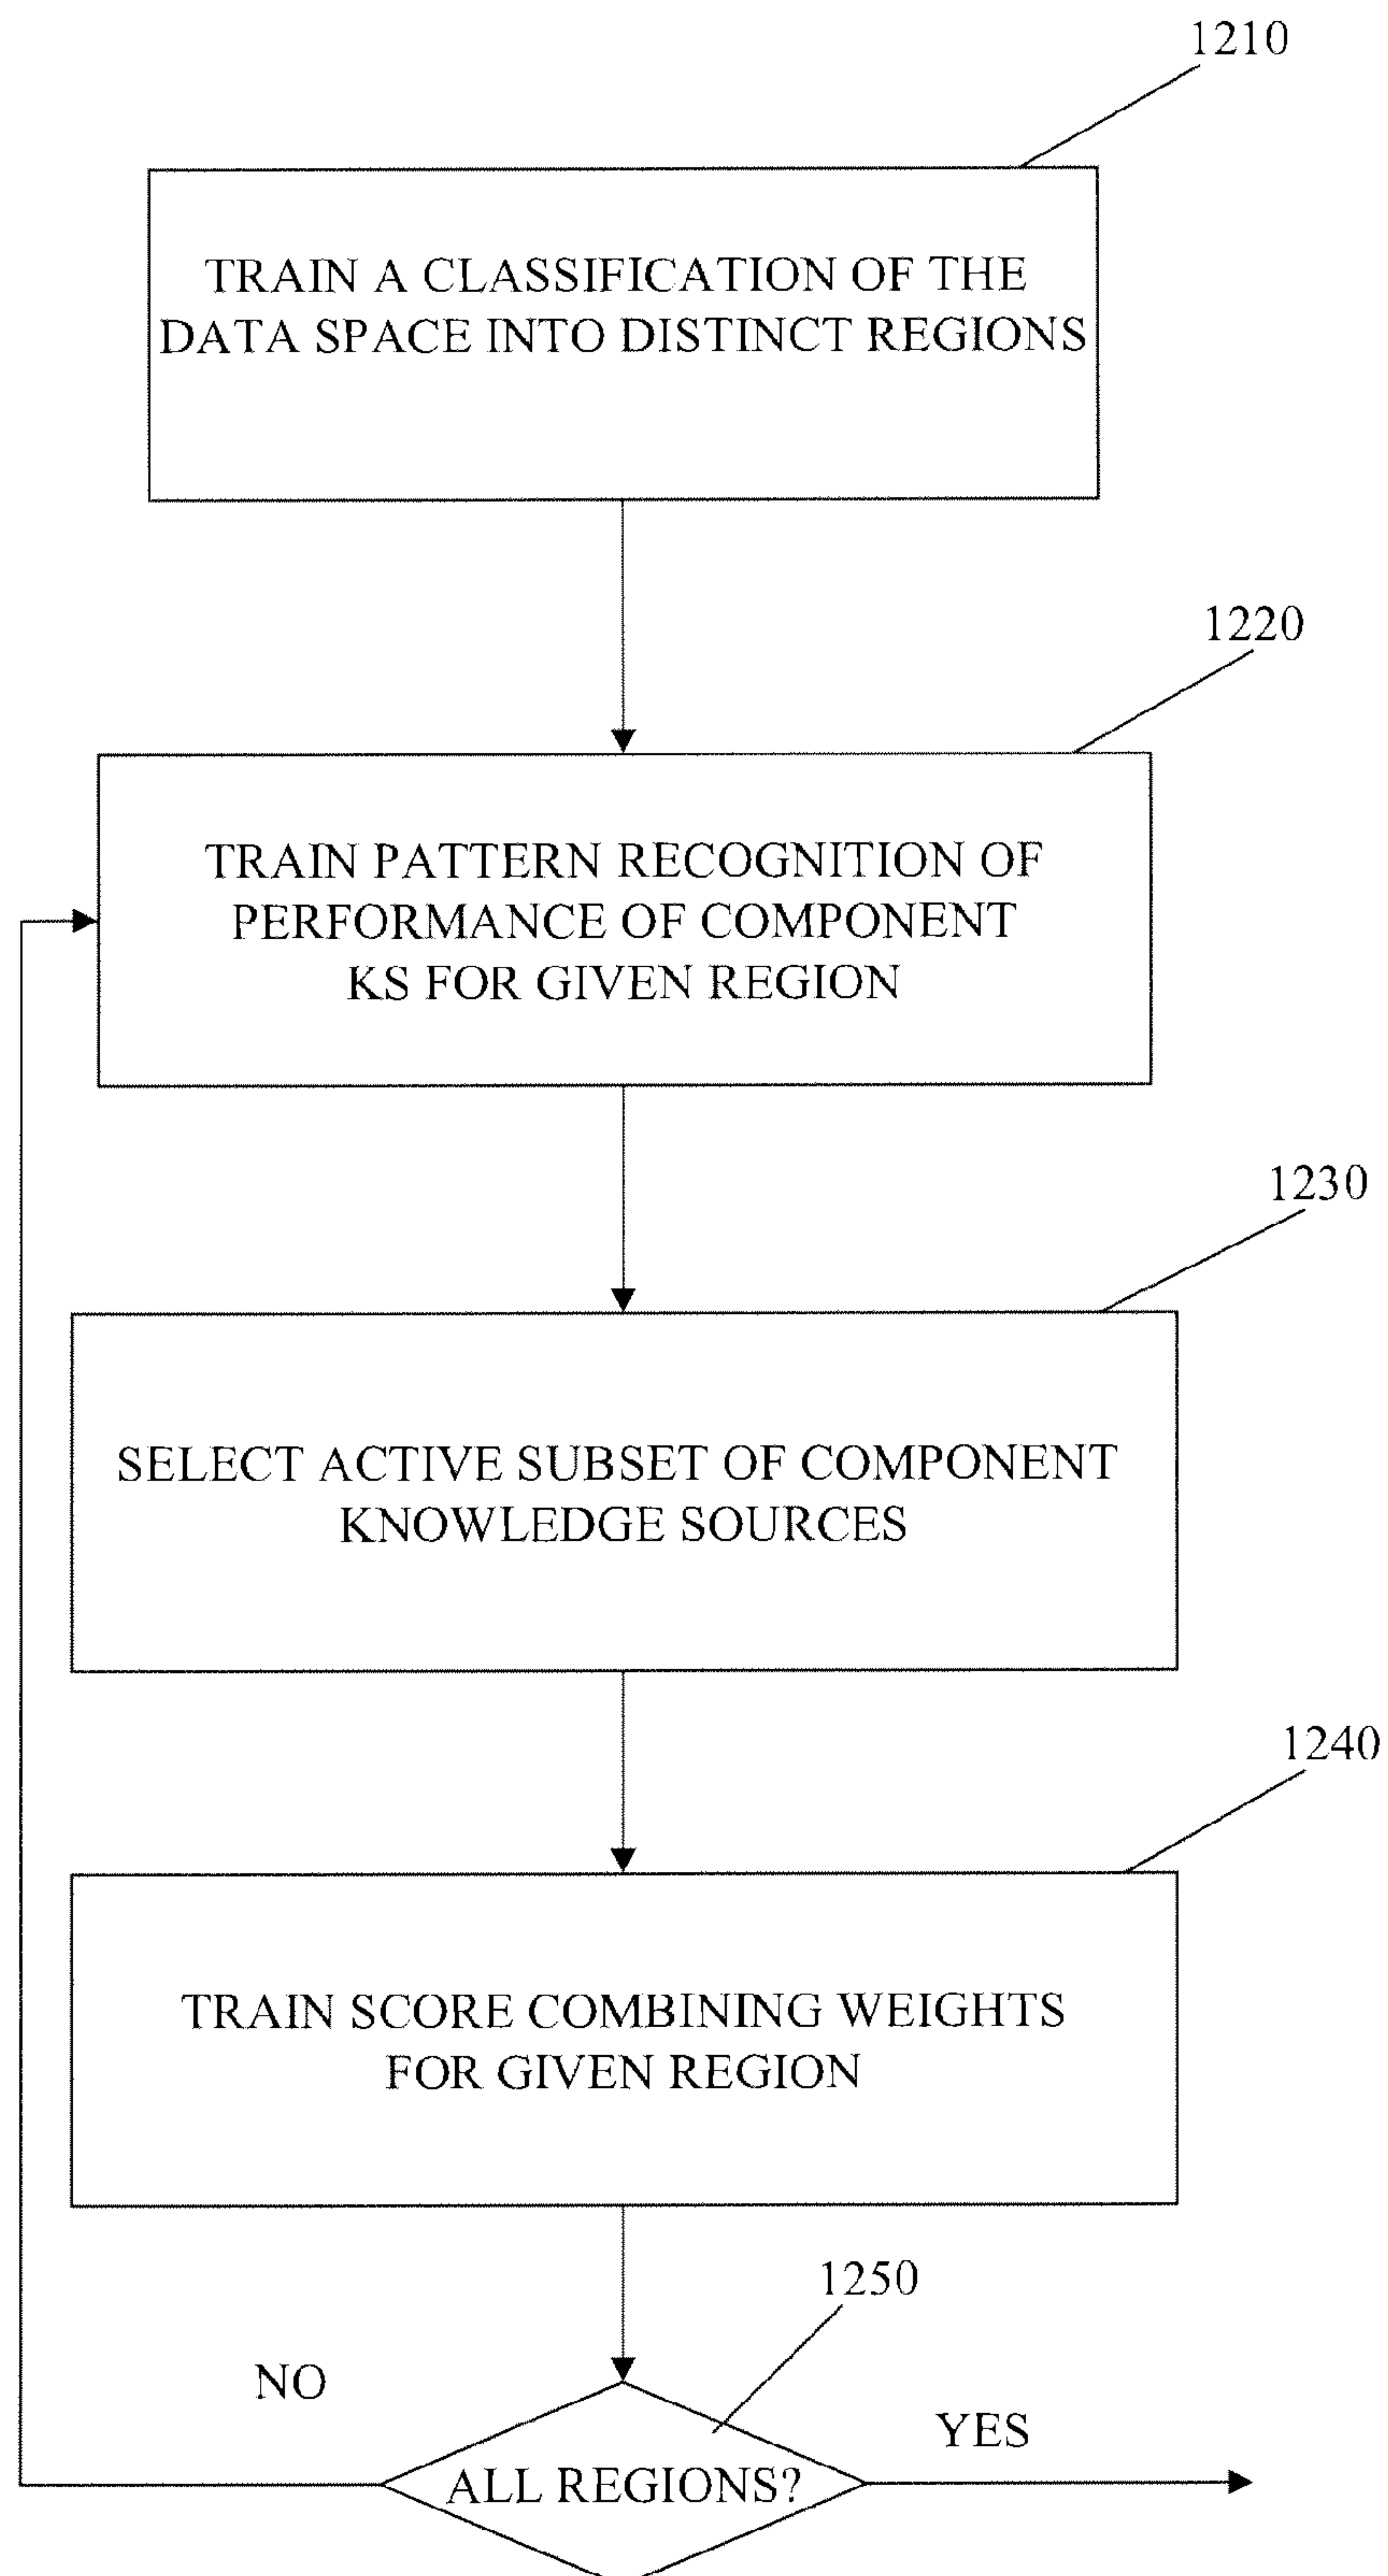 1210
TRAIN A CLASSIFICATION OF THE
DATA SPACE INTO DISTINCT REGIONS
1220
TRAIN PATTERN RECOGNITION OF
PERFORMANCE OF COMPONENT
KS FOR GIVEN REGION
1230
SELECT ACTIVE SUBSET OF COMPONENT
KNOWLEDGE SOURCES
1240
TRAIN SCORE COMBINING WEIGHTS
FOR GIVEN REGION
1250
NO
YES
ALL REGIONS?